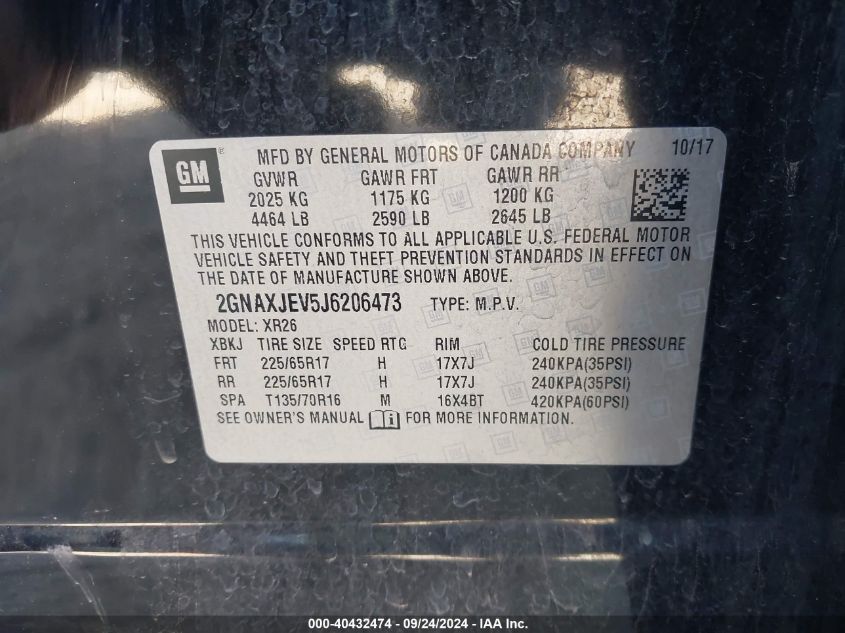 GM
MFD BY GENERAL MOTORS OF CANADA COMPANY 10/17
GVWR GAWR FRT GAWR RR
2025 KG 1175 KG 1200 KG
4464 LB 2590 LB 2645 LB
THIS VEHICLE CONFORMS TO ALL APPLICABLE U.S. FEDERAL MOTOR
VEHICLE SAFETY AND THEFT PREVENTION STANDARDS IN EFFECT ON
THE DATE OF MANUFACTURE SHOWN ABOVE.
2GNAXJEV5J6206473 TYPE: M.P.V.
MODEL: XR26
XBKJ TIRE SIZE SPEED RTG RIM COLD TIRE PRESSURE
FRT 225/65R17 H 17X7J 240KPA(35PSI)
RR 225/65R17 H 17X7J 240KPA(35PSI)
SPA T135/70R16 M 16X4BT 420KPA(60PSI)
SEE OWNER'S MANUAL FOR MORE INFORMATION.
000-40432474 - 09/24/2024 - IAA Inc.